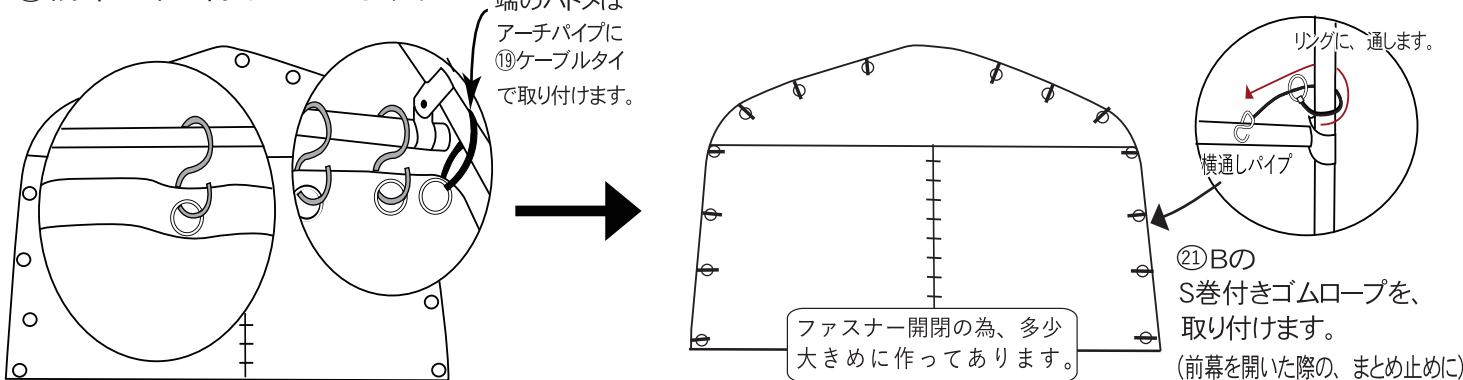 端のハトメは
アーチパイプに
⑲ケーブルタイ
で取り付けます。
リングに、通します。
横通しパイプ
㉑Bの
S巻付きゴムロープを、
取り付けます。
(前幕を開いた際の、まとめ止めに)
ファスナー開閉の為、多少
大きめに作ってあります。